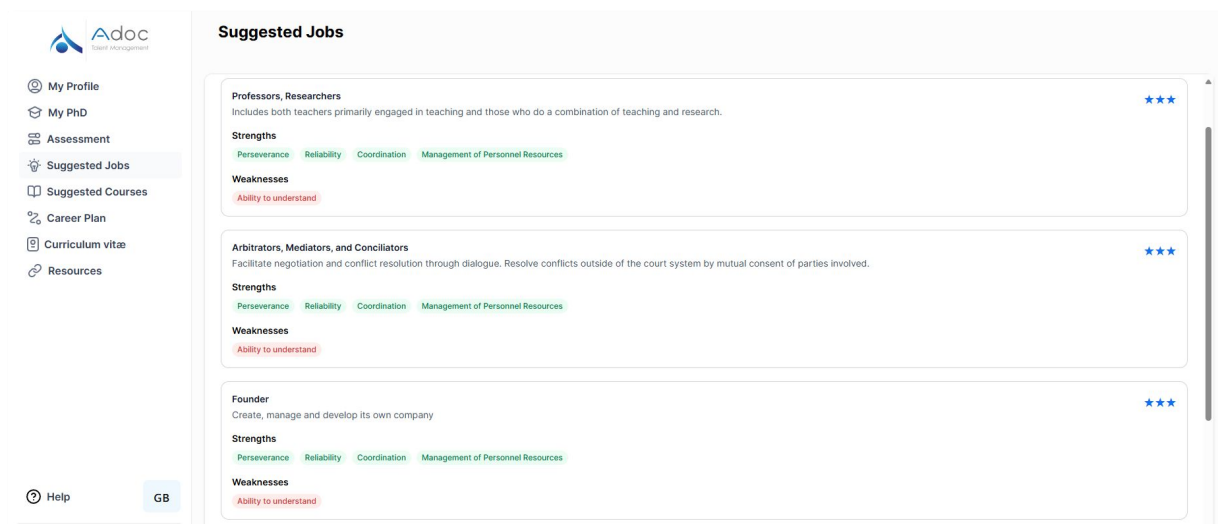 Adoc
Talent Management
My Profile
My PhD
Assessment
Suggested Jobs
Suggested Courses
Career Plan
Curriculum vitæ
Resources
Help
GB
Suggested Jobs
Professors, Researchers
Includes both teachers primarily engaged in teaching and those who do a combination of teaching and research.
Strengths
Perseverance Reliability Coordination Management of Personnel Resources
Weaknesses
Ability to understand
Arbitrators, Mediators, and Conciliators
Facilitate negotiation and conflict resolution through dialogue. Resolve conflicts outside of the court system by mutual consent of parties involved.
Strengths
Perseverance Reliability Coordination Management of Personnel Resources
Weaknesses
Ability to understand
Founder
Create, manage and develop its own company
Strengths
Perseverance Reliability Coordination Management of Personnel Resources
Weaknesses
Ability to understand